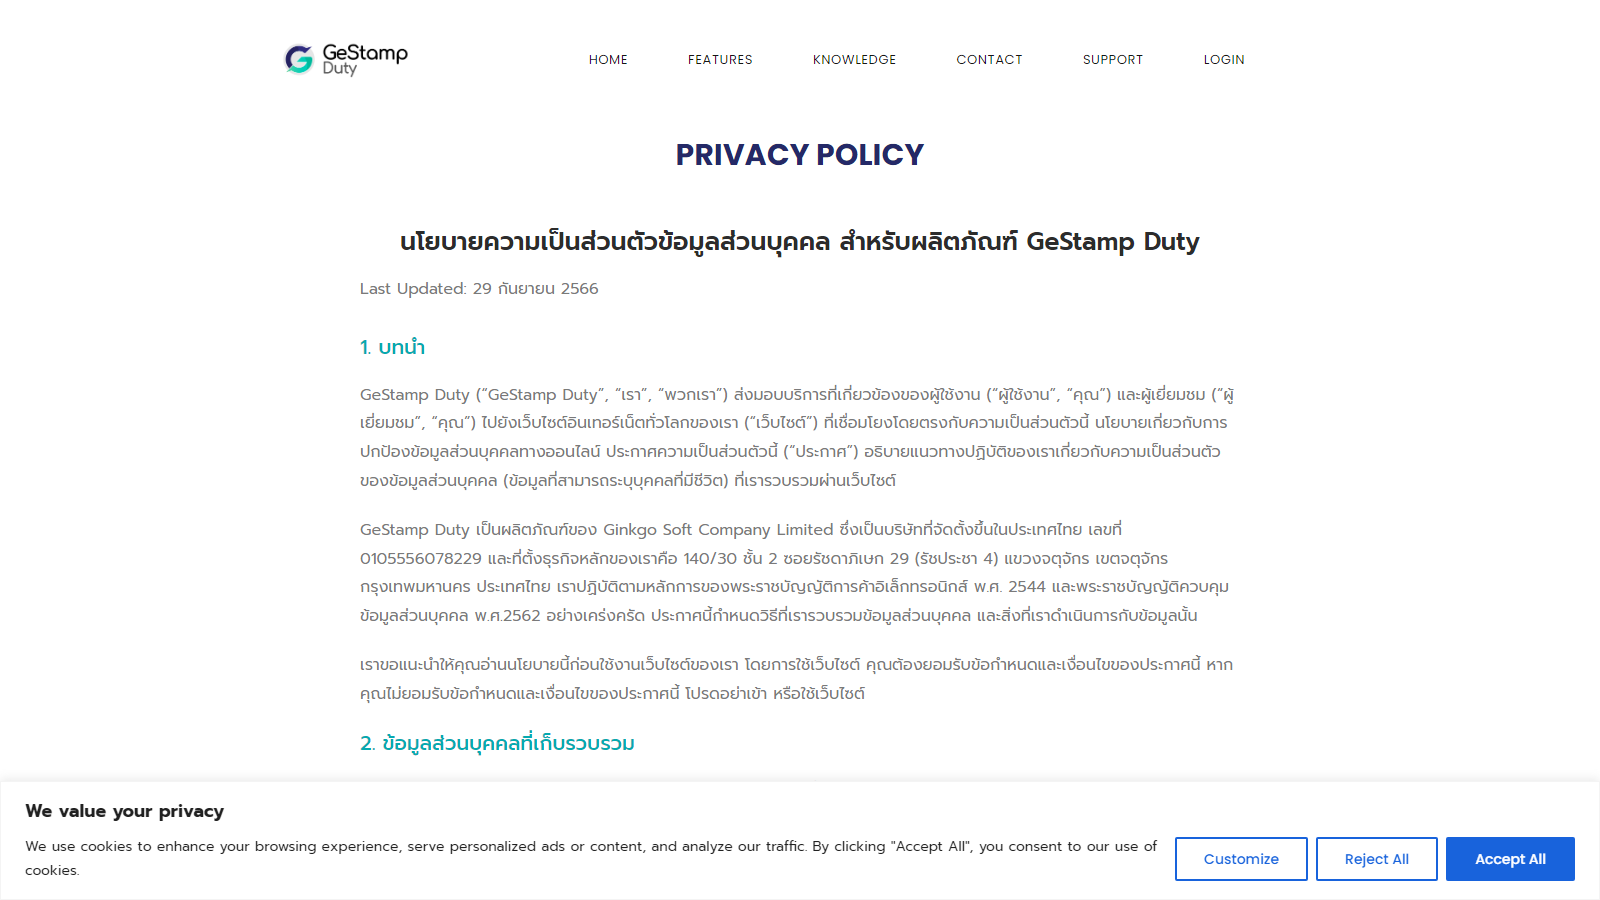 GeStamp
Duty
HOME
FEATURES
KNOWLEDGE
CONTACT
SUPPORT
LOGIN
PRIVACY POLICY
นโยบายความเป็นส่วนตัวข้อมูลส่วนบุคคล สำหรับผลิตภัณฑ์ GeStamp Duty
Last Updated: 29 กันยายน 2566
1. บทนำ
GeStamp Duty (“GeStamp Duty”, “เรา”, “พวกเรา”) ส่งมอบบริการที่เกี่ยวข้องของผู้ใช้งาน (“ผู้ใช้งาน”, “คุณ”) และผู้เยี่ยมชม (“ผู้
เยี่ยมชม”, “คุณ”) ไปยังเว็บไซต์อินเทอร์เน็ตทั่วโลกของเรา (“เว็บไซต์”) ที่เชื่อมโยงโดยตรงกับความเป็นส่วนตัวนี้ นโยบายเกี่ยวกับการ
ปกป้องข้อมูลส่วนบุคคลทางออนไลน์ ประกาศความเป็นส่วนตัวนี้ (“ประกาศ”) อธิบายแนวทางปฏิบัติของเราเกี่ยวกับความเป็นส่วนตัว
ของข้อมูลส่วนบุคคล (ข้อมูลที่สามารถระบุบุคคลที่มีชีวิต) ที่เรารวบรวมผ่านเว็บไซต์
GeStamp Duty เป็นผลิตภัณฑ์ของ Ginkgo Soft Company Limited ซึ่งเป็นบริษัทที่จัดตั้งขึ้นในประเทศไทย เลขที่
0105556078229 และที่ตั้งธุรกิจหลักของเราคือ 140/30 ชั้น 2 ซอยรัชดาภิเษก 29 (รัชประชา 4) แขวงจตุจักร เขตจตุจักร
กรุงเทพมหานคร ประเทศไทย เราปฏิบัติตามหลักการของพระราชบัญญัติการค้าอิเล็กทรอนิกส์ พ.ศ. 2544 และพระราชบัญญัติควบคุม
ข้อมูลส่วนบุคคล พ.ศ.2562 อย่างเคร่งครัด ประกาศนี้กำหนดวิธีที่เรารวบรวมข้อมูลส่วนบุคคล และสิ่งที่เราดำเนินการกับข้อมูลนั้น
เราขอแนะนำให้คุณอ่านนโยบายนี้ก่อนใช้งานเว็บไซต์ของเรา โดยการใช้เว็บไซต์ คุณต้องยอมรับข้อกำหนดและเงื่อนไขของประกาศนี้ หาก
คุณไม่ยอมรับข้อกำหนดและเงื่อนไขของประกาศนี้ โปรดอย่าเข้า หรือใช้เว็บไซต์
2. ข้อมูลส่วนบุคคลที่เก็บรวบรวม
We value your privacy
We use cookies to enhance your browsing experience, serve personalized ads or content, and analyze our traffic. By clicking "Accept All", you consent to our use of
cookies.
Customize
Reject All
Accept All